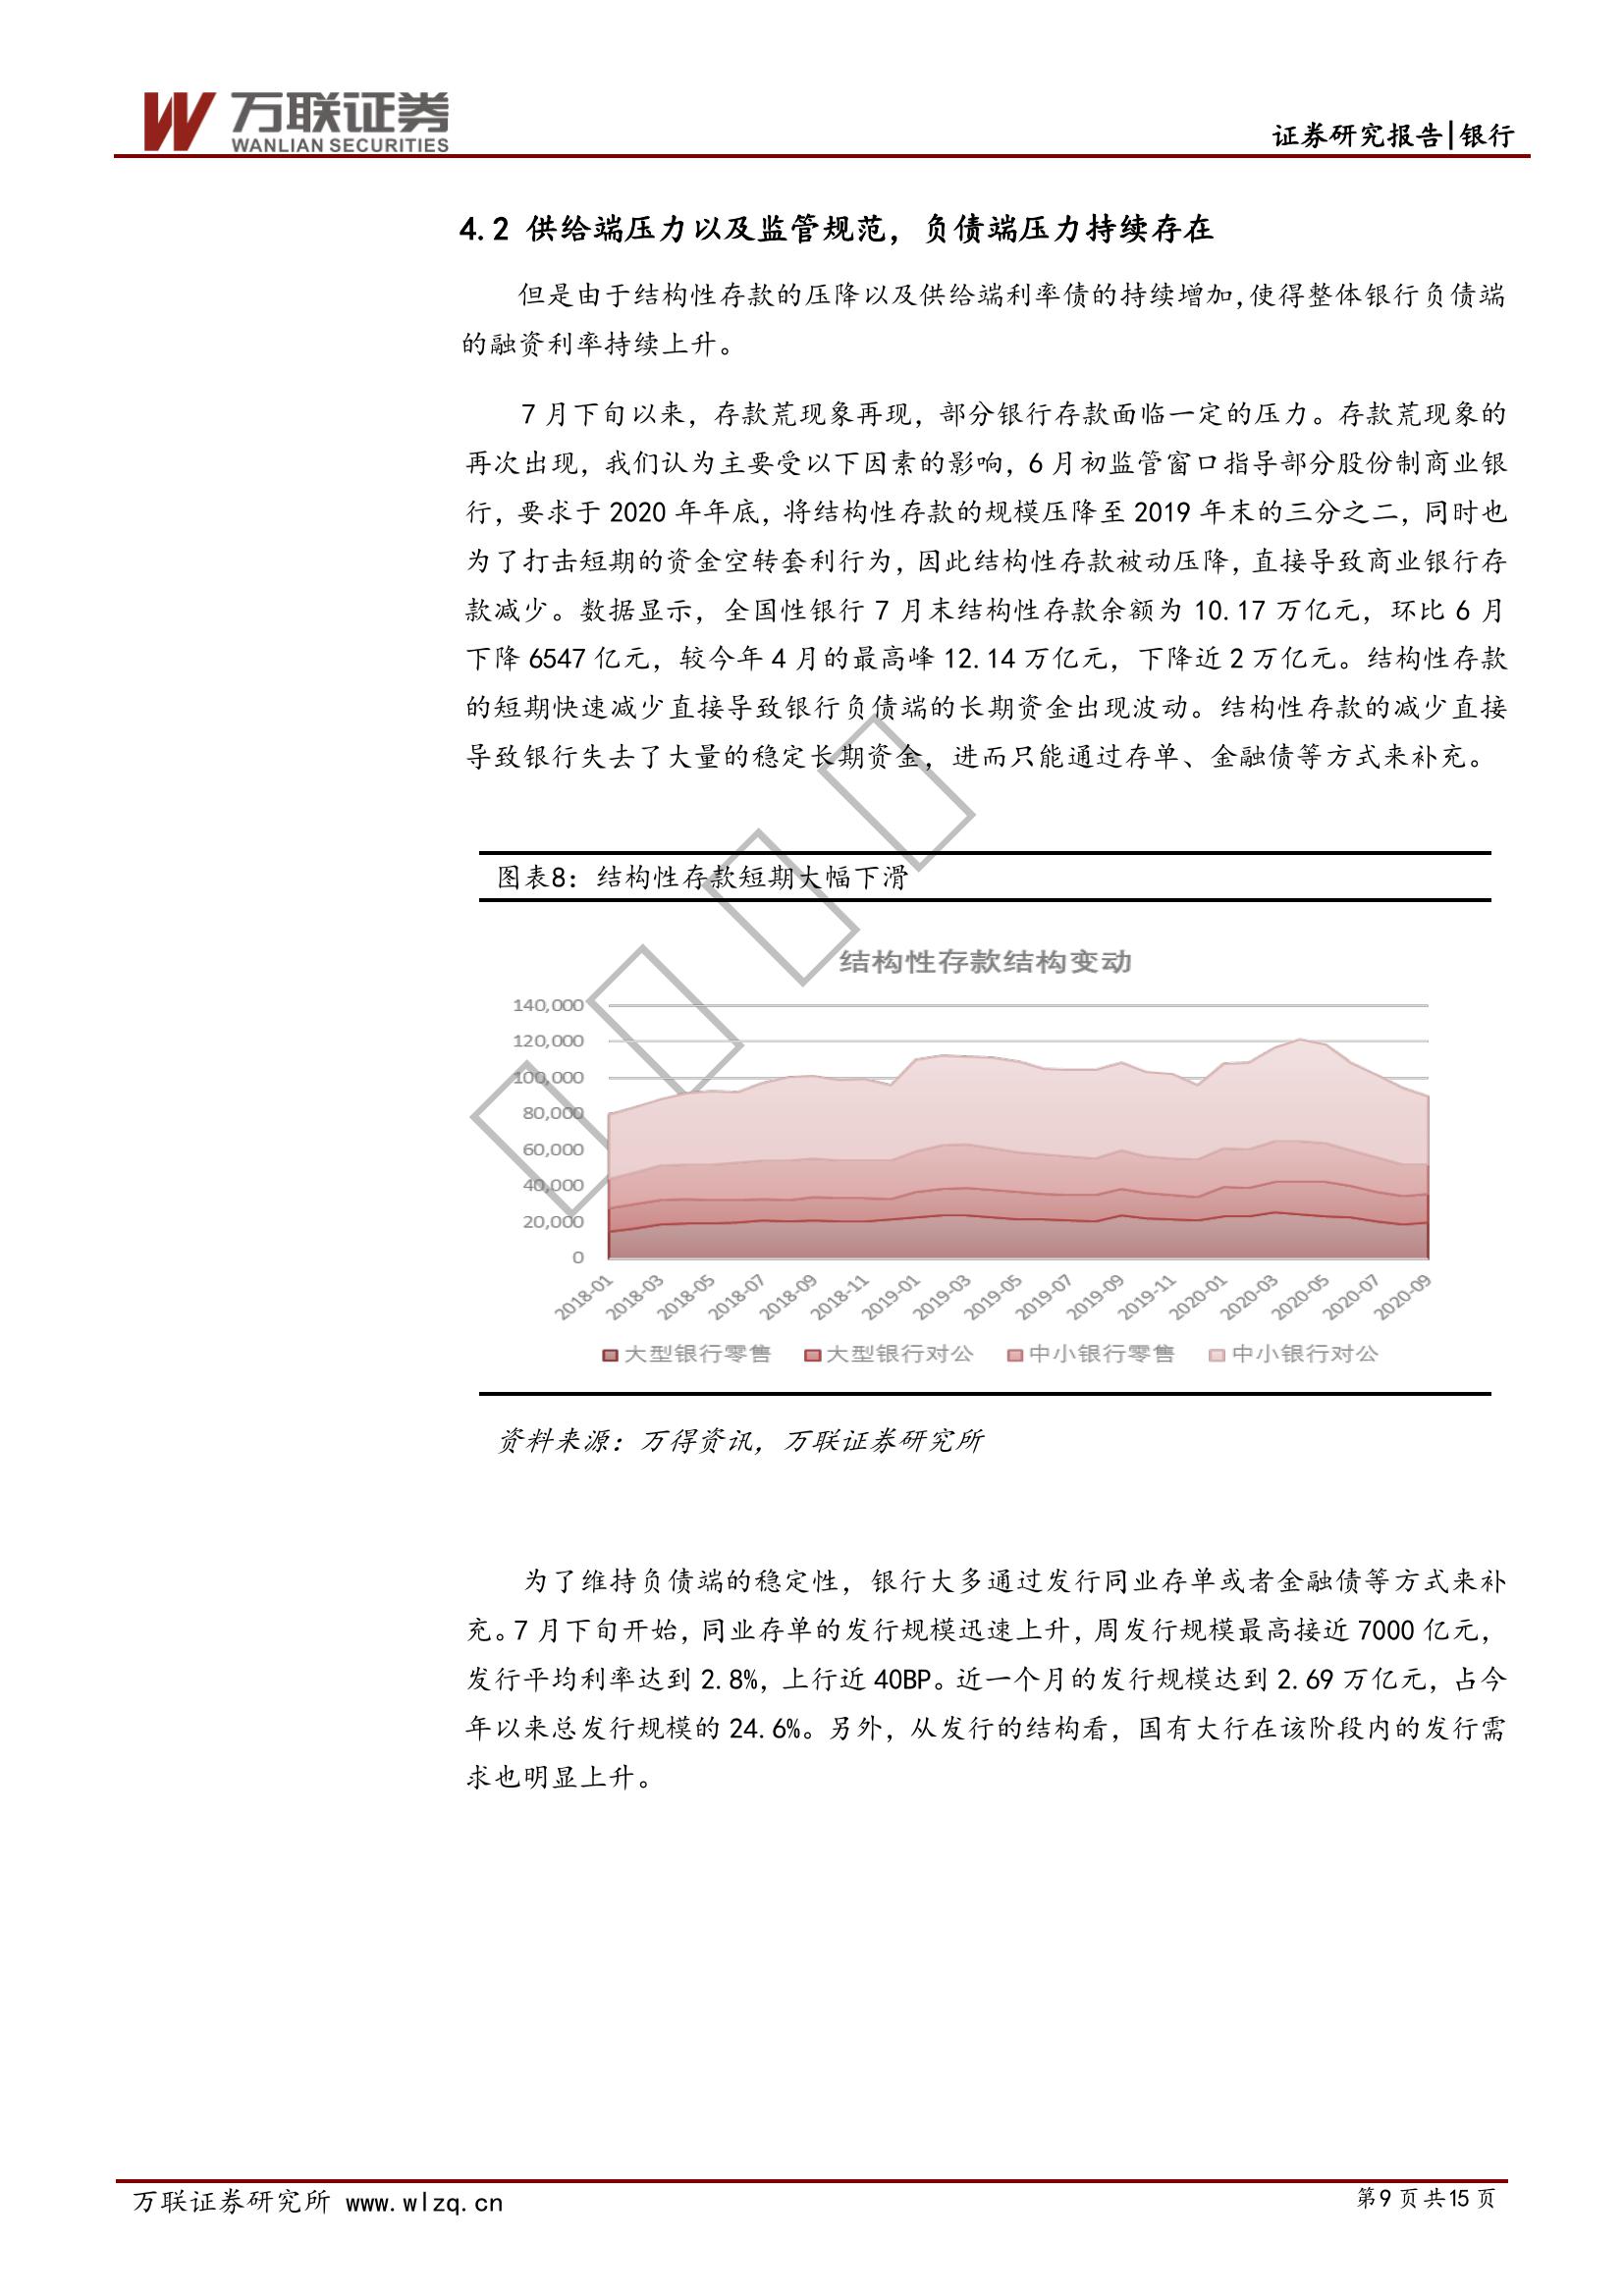 万联证券
WANLIAN SECURITIES
证券研究报告|银行
4.2 供给端压力以及监管规范，负债端压力持续存在
但是由于结构性存款的压降以及供给端利率债的持续增加,使得整体银行负债端
的融资利率持续上升。
7月下旬以来，存款荒现象再现，部分银行存款面临一定的压力。存款荒现象的
再次出现，我们认为主要受以下因素的影响，6月初监管窗口指导部分股份制商业银
行，要求于2020年年底，将结构性存款的规模压降至2019年末的三分之二，同时也
为了打击短期的资金空转套利行为，因此结构性存款被动压降，直接导致商业银行存
款减少。数据显示，全国性银行7月末结构性存款余额为10.17万亿元，环比6月
下降6547亿元，较今年4月的最高峰12.14万亿元，下降近2万亿元。结构性存款
的短期快速减少直接导致银行负债端的长期资金出现波动。结构性存款的减少直接
导致银行失去了大量的稳定长期资金，进而只能通过存单、金融债等方式来补充。
图表8：结构性存款短期大幅下滑
结构性存款结构变动
140,000
120,000
100,000
80,000
60,000
40,000
20,000
0
2018-01 2018-03 2018-05 2018-07 2018-09 2018-11 2019-01 2019-03 2019-05 2019-07 2019-09 2019-11 2020-01 2020-03 2020-05 2020-07 2020-09
大型银行零售 大型银行对公 中小银行零售 中小银行对公
资料来源：万得资讯，万联证券研究所
为了维持负债端的稳定性，银行大多通过发行同业存单或者金融债等方式来补
充。7月下旬开始，同业存单的发行规模迅速上升，周发行规模最高接近7000亿元，
发行平均利率达到2.8%，上行近40BP。近一个月的发行规模达到2.69万亿元，占今
年以来总发行规模的24.6%。另外，从发行的结构看，国有大行在该阶段内的发行需
求也明显上升。
万联证券研究所 www.wlzq.cn
第9页共15页